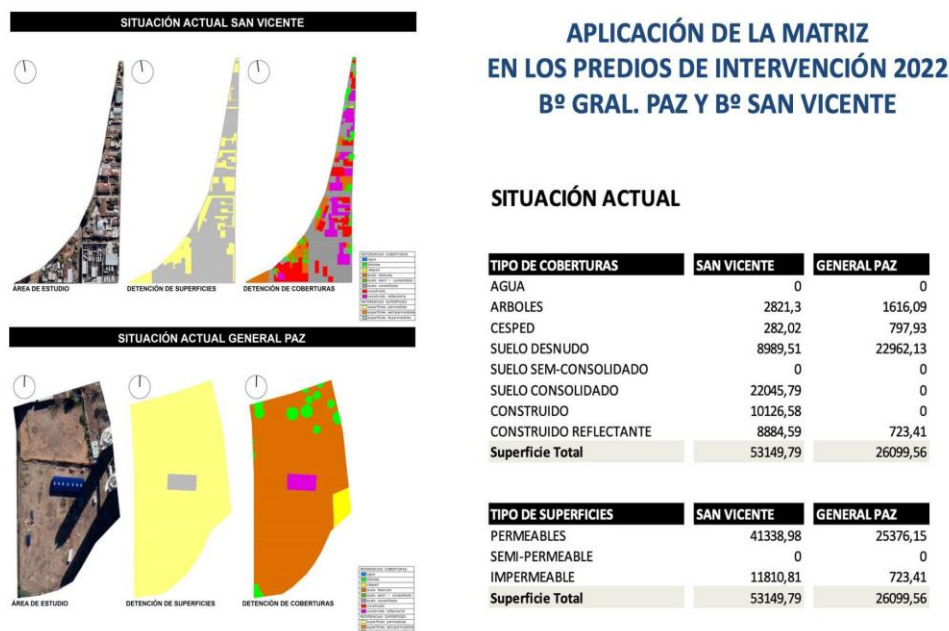 SITUACIÓN ACTUAL SAN VICENTE
ÁREA DE ESTUDIO
DETENCIÓN DE SUPERFICIES
DETENCIÓN DE COBERTURAS
REFERENCIAS COBERTURAS
SITUACIÓN ACTUAL GENERAL PAZ
ÁREA DE ESTUDIO
DETENCIÓN DE SUPERFICIES
DETENCIÓN DE COBERTURAS
REFERENCIAS COBERTURAS
APLICACIÓN DE LA MATRIZ
EN LOS PREDIOS DE INTERVENCIÓN 2022
Bº GRAL. PAZ Y Bº SAN VICENTE
SITUACIÓN ACTUAL
TIPO DE COBERTURAS SAN VICENTE GENERAL PAZ
AGUA 0 0
ARBOLES 2821,3 1616,09
CESPED 282,02 797,93
SUELO DESNUDO 8989,51 22962,13
SUELO SEM-CONSOLIDADO 0 0
SUELO CONSOLIDADO 22045,79 0
CONSTRUIDO 10126,58 0
CONSTRUIDO REFLECTANTE 8884,59 723,41
Superficie Total 53149,79 26099,56
TIPO DE SUPERFICIES SAN VICENTE GENERAL PAZ
PERMEABLES 41338,98 25376,15
SEMI-PERMEABLE 0 0
IMPERMEABLE 11810,81 723,41
Superficie Total 53149,79 26099,56